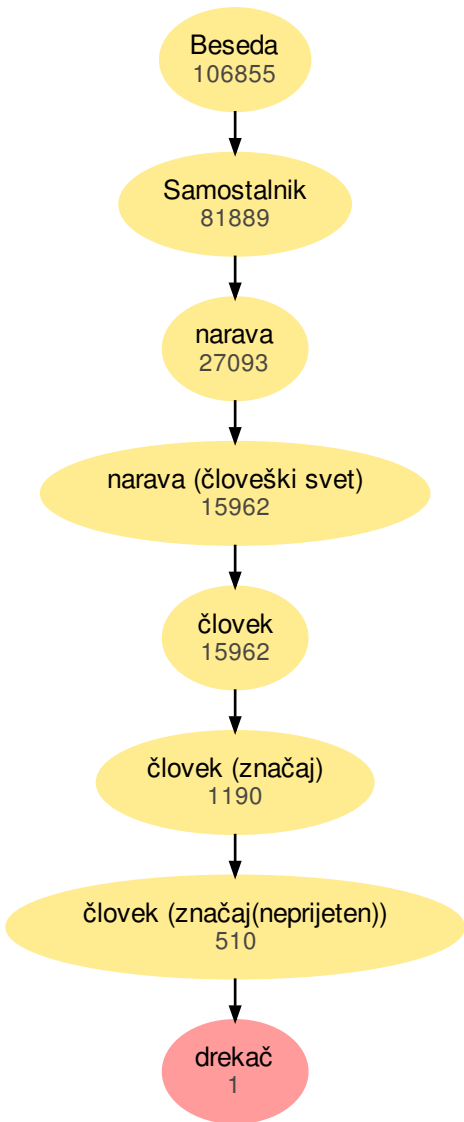 Beseda
106855
Samostalnik
81889
narava
27093
narava (človeški svet)
15962
človek
15962
človek (značaj)
1190
človek (značaj(neprijeten))
510
drekač
1